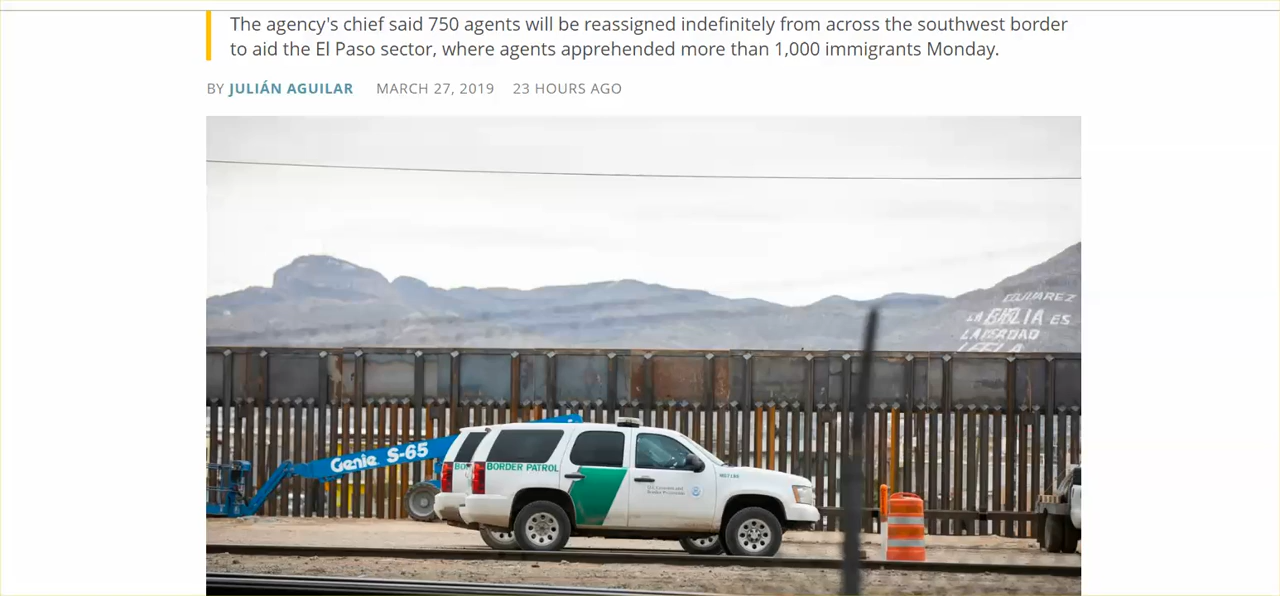 The agency's chief said 750 agents will be reassigned indefinitely from across the southwest border
to aid the El Paso sector, where agents apprehended more than 1,000 immigrants Monday.
BY JULIÁN AGUILAR MARCH 27, 2019 23 HOURS AGO
LA BIBLIA ES
LA VERDAD
Genie S-65
BO
BORDER PATROL